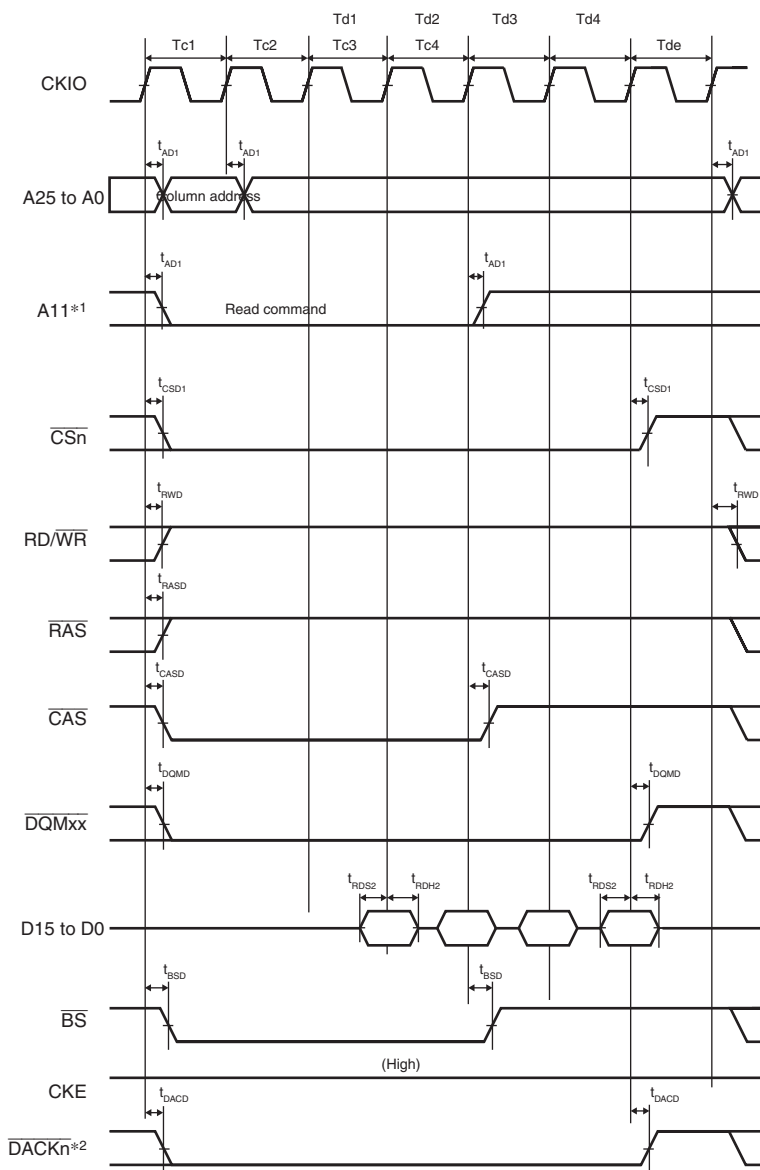 Td1 Td2 Td3 Td4
Tc1 Tc2 Tc3 Tc4 Tde
CKIO
tAD1 tAD1 tAD1
A25 to A0 Column address
tAD1 tAD1
A11*1 Read command
tCSD1 tCSD1
CSn
tRWD tRWD
RD/WR
tRASD
RAS
tCASD tCASD
CAS
tDQMD tDQMD
DQMxx
tRDS2 tRDH2 tRDS2 tRDH2
D15 to D0
tBSD tBSD
BS
(High)
CKE
tDACD tDACD
DACKn*2